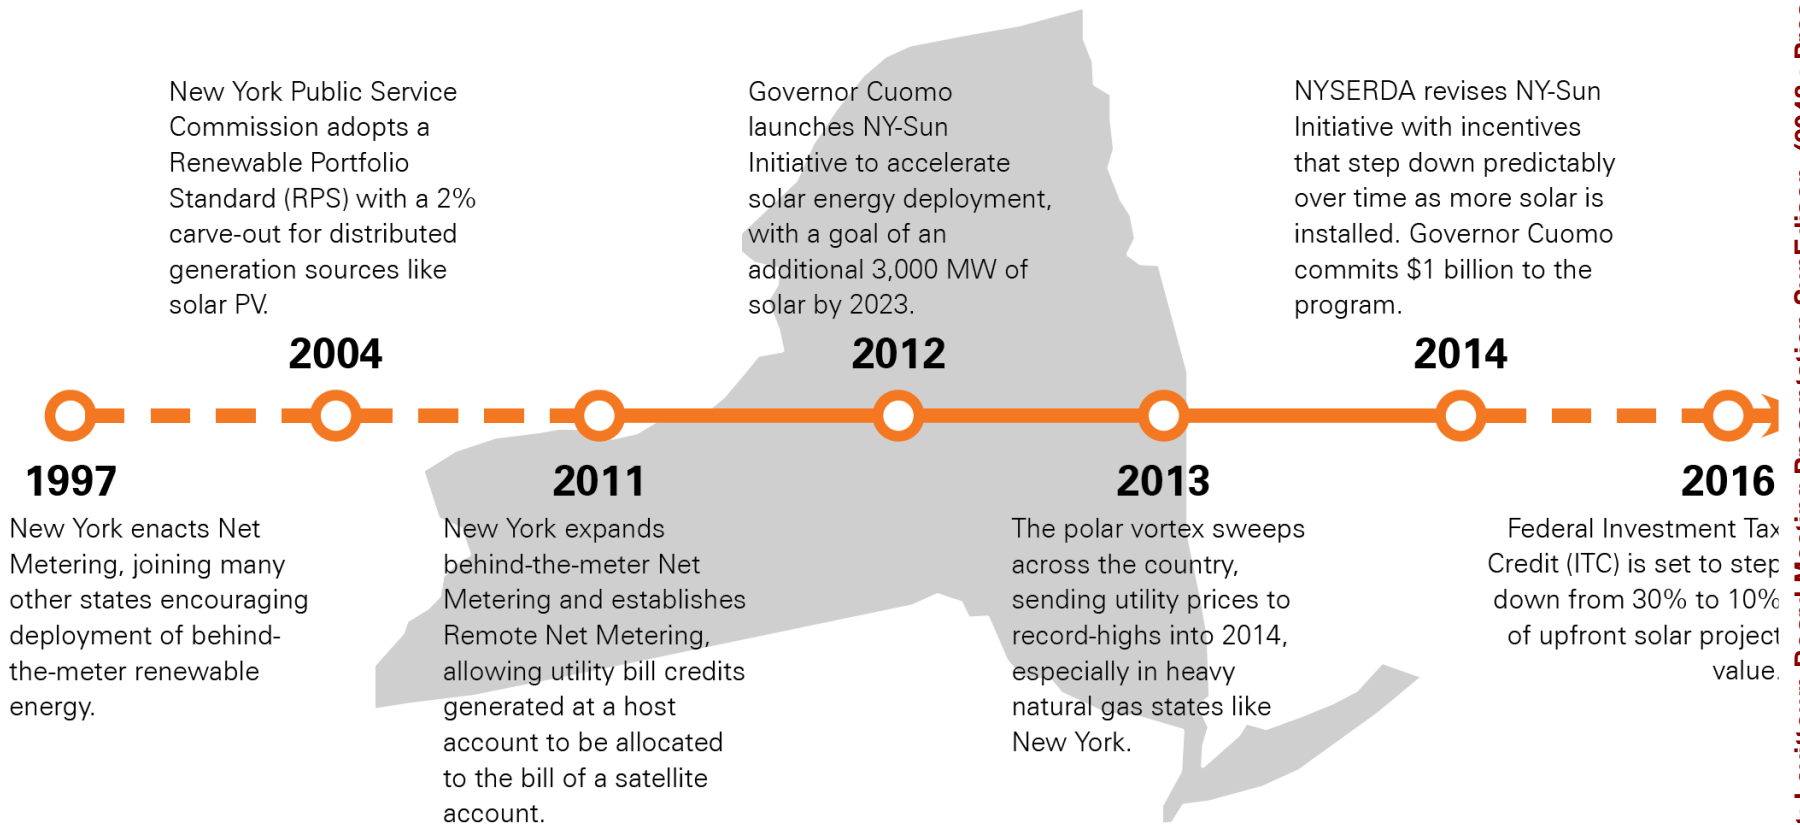 New York Public Service
Commission adopts a
Renewable Portfolio
Standard (RPS) with a 2%
carve-out for distributed
generation sources like
solar PV.
2004
Governor Cuomo
launches NY-Sun
Initiative to accelerate
solar energy deployment,
with a goal of an
additional 3,000 MW of
solar by 2023.
2012
NYSERDA revises NY-Sun
Initiative with incentives
that step down predictably
over time as more solar is
installed. Governor Cuomo
commits $1 billion to the
program.
2014
1997
New York enacts Net
Metering, joining many
other states encouraging
deployment of behind-
the-meter renewable
energy.
2011
New York expands
behind-the-meter Net
Metering and establishes
Remote Net Metering,
allowing utility bill credits
generated at a host
account to be allocated
to the bill of a satellite
account.
2013
The polar vortex sweeps
across the country,
sending utility prices to
record-highs into 2014,
especially in heavy
natural gas states like
New York.
2016
Federal Investment Tax
Credit (ITC) is set to step
down from 30% to 10%
of upfront solar project
value.